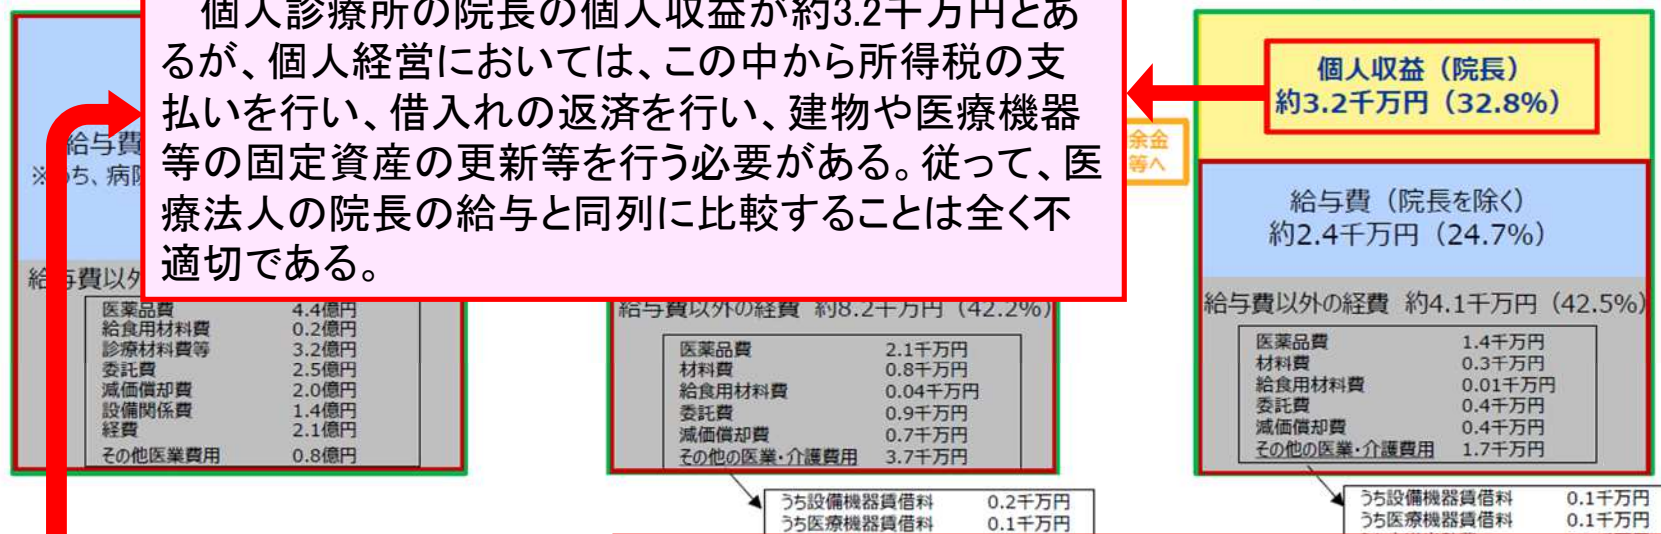 個人診療所の院長の個人収益が約3.2千万円とあ
るが、個人経営においては、この中から所得税の支
払いを行い、借入れの返済を行い、建物や医療機器
等の固定資産の更新等を行う必要がある。従って、医
療法人の院長の給与と同列に比較することは全く不
適切である。
給与費
※うち、病院
給与費以外
医薬品費 4.4億円
給食用材料費 0.2億円
診療材料費等 3.2億円
委託費 2.5億円
減価償却費 2.0億円
設備関係費 1.4億円
経費 2.1億円
その他医業費用 0.8億円
余金
等へ
給与費以外の経費 約8.2千万円（42.2%）
医薬品費 2.1千万円
材料費 0.8千万円
給食用材料費 0.04千万円
委託費 0.9千万円
減価償却費 0.7千万円
その他の医業・介護費用 3.7千万円
うち設備機器賃借料 0.2千万円
うち医療機器賃借料 0.1千万円
個人収益（院長）
約3.2千万円（32.8%）
給与費（院長を除く）
約2.4千万円（24.7%）
給与費以外の経費 約4.1千万円（42.5%）
医薬品費 1.4千万円
材料費 0.3千万円
給食用材料費 0.01千万円
委託費 0.4千万円
減価償却費 0.4千万円
その他の医業・介護費用 1.7千万円
うち設備機器賃借料 0.1千万円
うち医療機器賃借料 0.1千万円